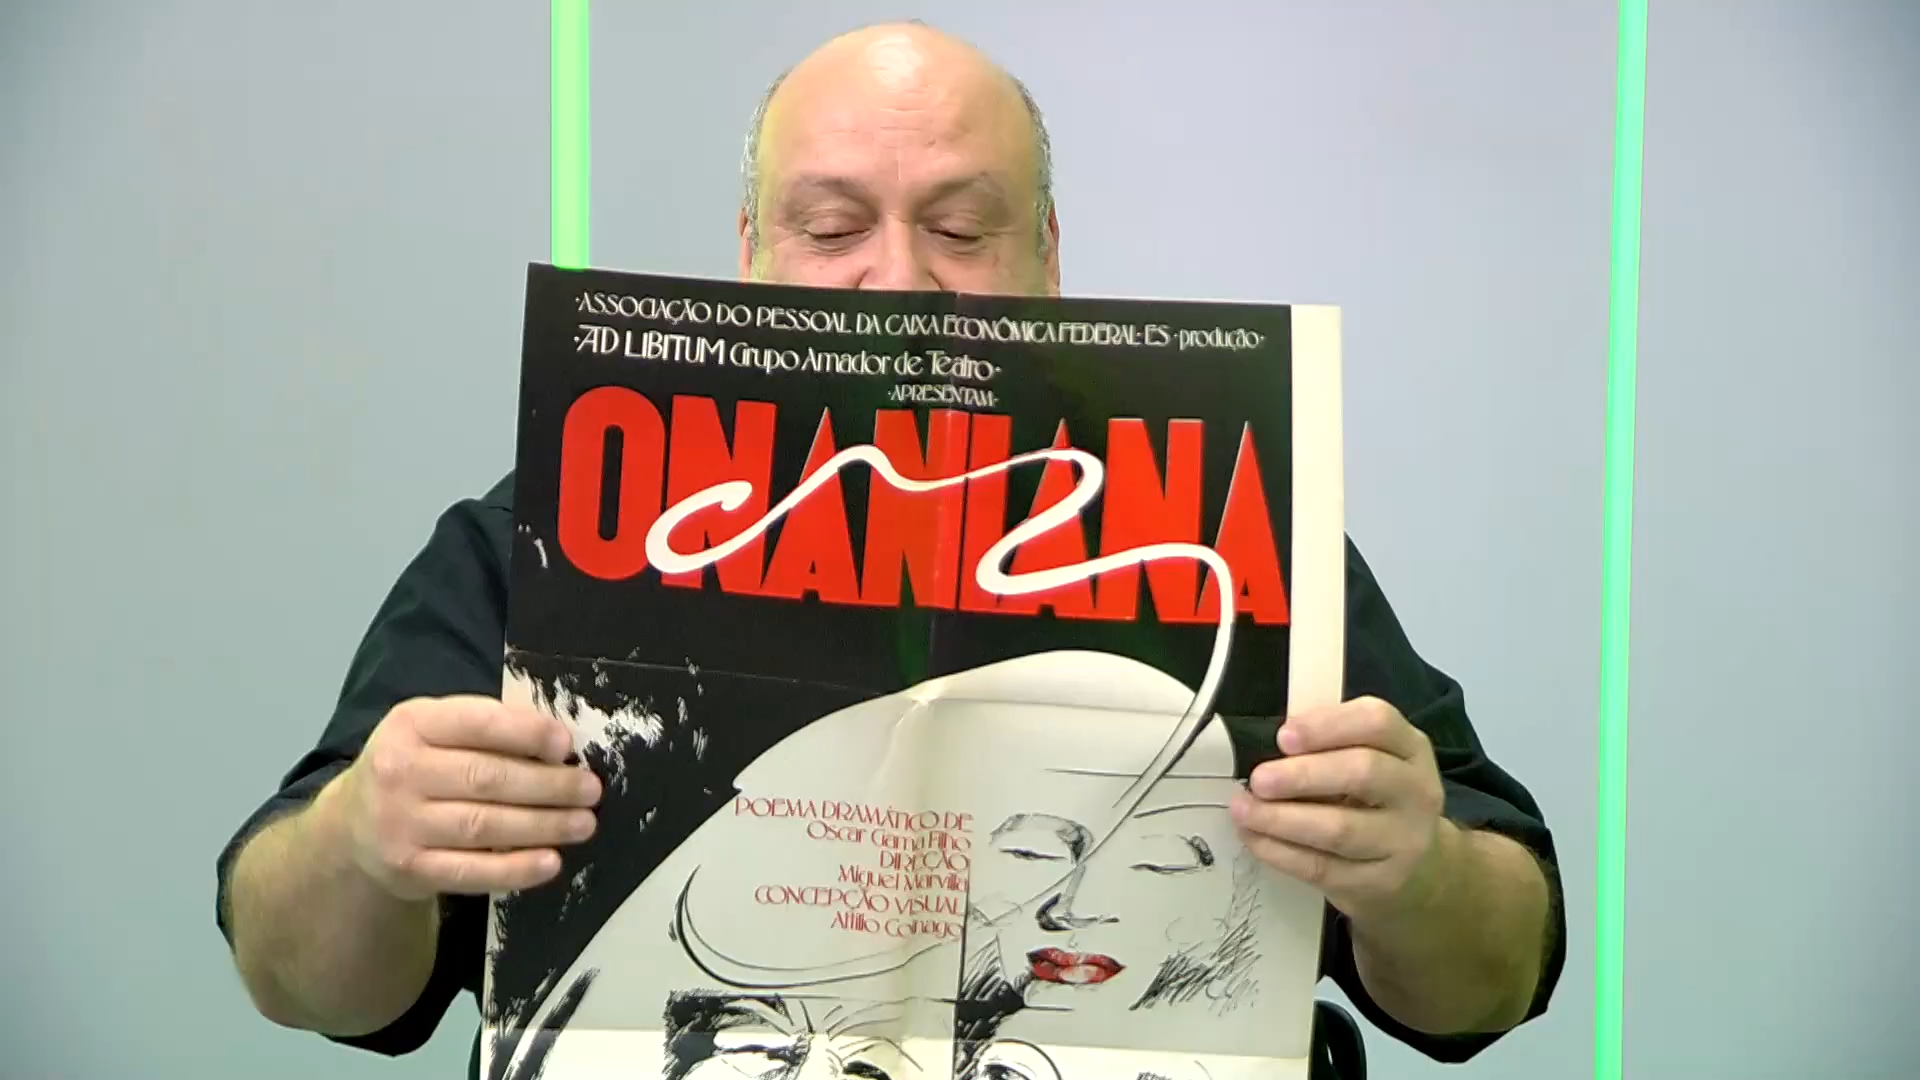 ·ASSOCIAÇÃO DO PESSOAL DA CAIXA ECONÔMICA FEDERAL·ES ·produção·
·AD LIBITUM Grupo Amador de Teatro·
·APRESENTAM·
ONANIANA
POEMA DRAMÁTICO DE
Oscar Gama Filho
DIREÇÃO
Miguel Marvilla
CONCEPÇÃO VISUAL
Attilio Colnago